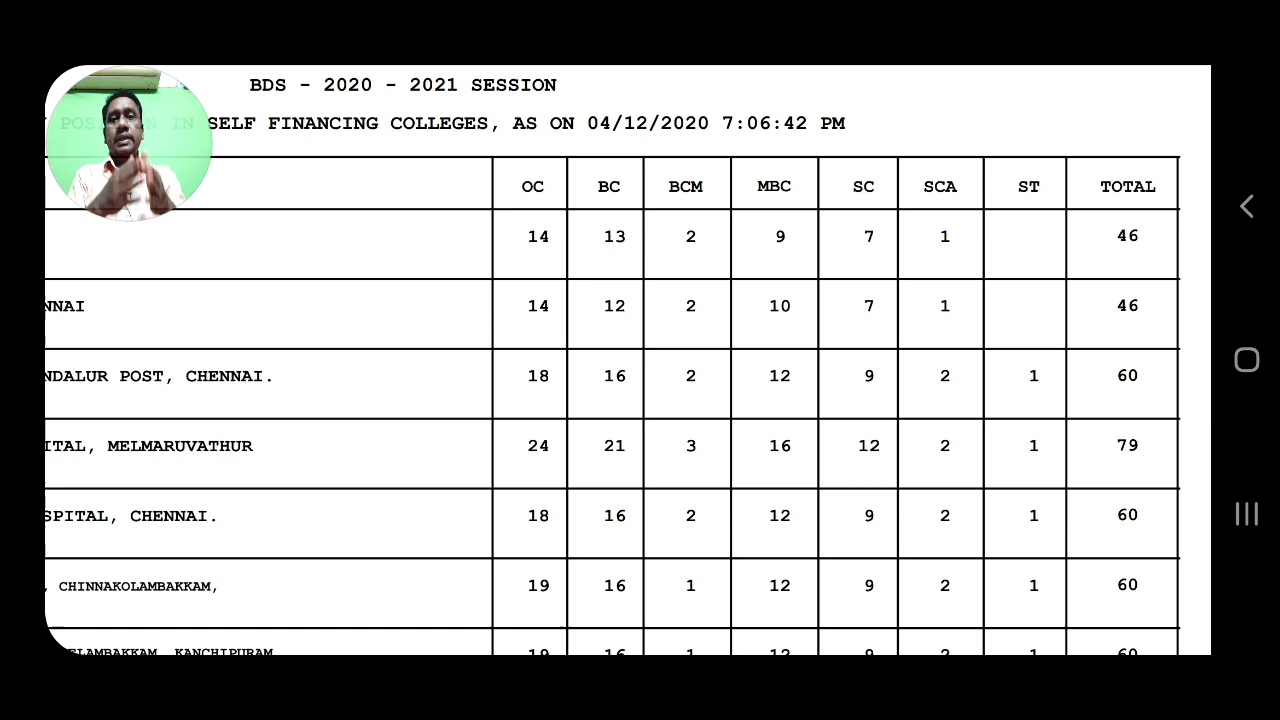 BDS - 2020 - 2021 SESSION
POSITION IN SELF FINANCING COLLEGES, AS ON 04/12/2020 7:06:42 PM
OC BC BCM MBC SC SCA ST TOTAL
14 13 2 9 7 1 46
NNAI 14 12 2 10 7 1 46
NDALUR POST, CHENNAI. 18 16 2 12 9 2 1 60
ITAL, MELMARUVATHUR 24 21 3 16 12 2 1 79
SPITAL, CHENNAI. 18 16 2 12 9 2 1 60
, CHINNAKOLAMBAKKAM, 19 16 1 12 9 2 1 60
ELAMBAKKAM, KANCHIPURAM 19 16 1 12 9 2 1 60